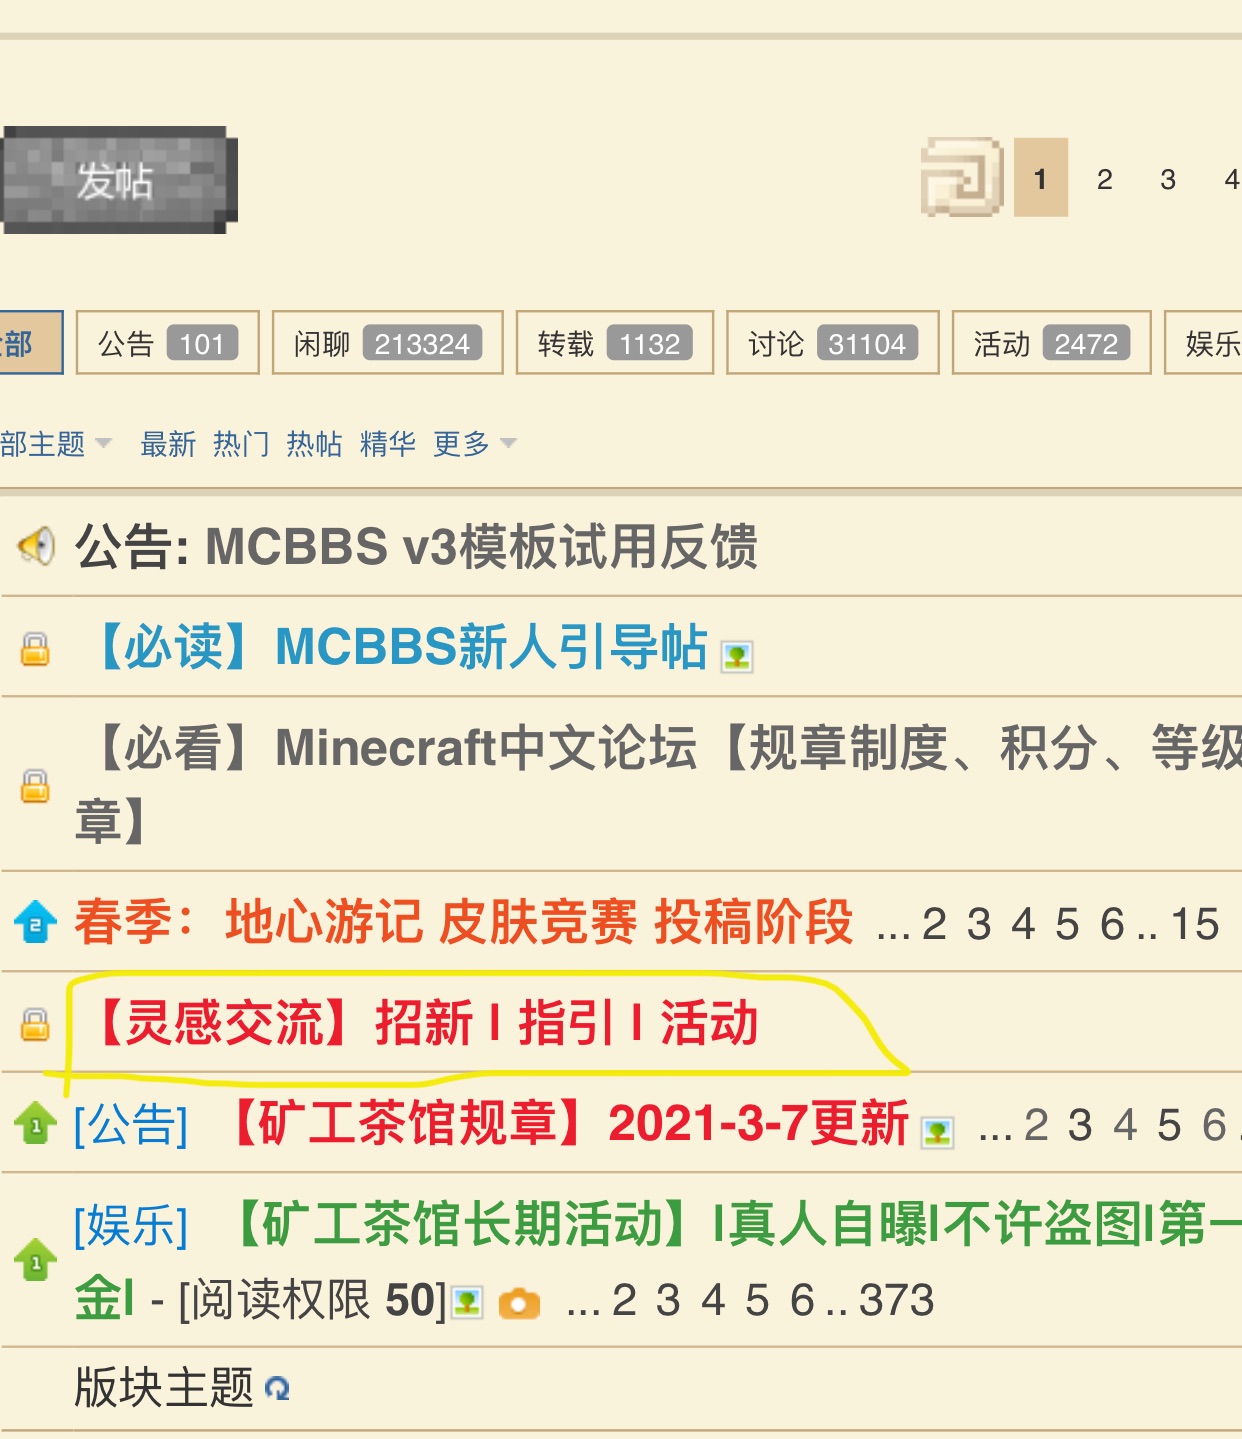 发帖
1 2 3 4
部 公告 101 闲聊 213324 转载 1132 讨论 31104 活动 2472 娱乐
部主题 最新 热门 热帖 精华 更多
公告: MCBBS v3模板试用反馈
【必读】MCBBS新人引导帖
【必看】Minecraft中文论坛【规章制度、积分、等级
章】
2 春季：地心游记 皮肤竞赛 投稿阶段 ... 2 3 4 5 6 .. 15
【灵感交流】招新 I 指引 I 活动
1 [公告] 【矿工茶馆规章】2021-3-7更新 ... 2 3 4 5 6 .
[娱乐] 【矿工茶馆长期活动】I真人自曝I不许盗图I第一
1 金I - [阅读权限 50] ... 2 3 4 5 6 .. 373
版块主题